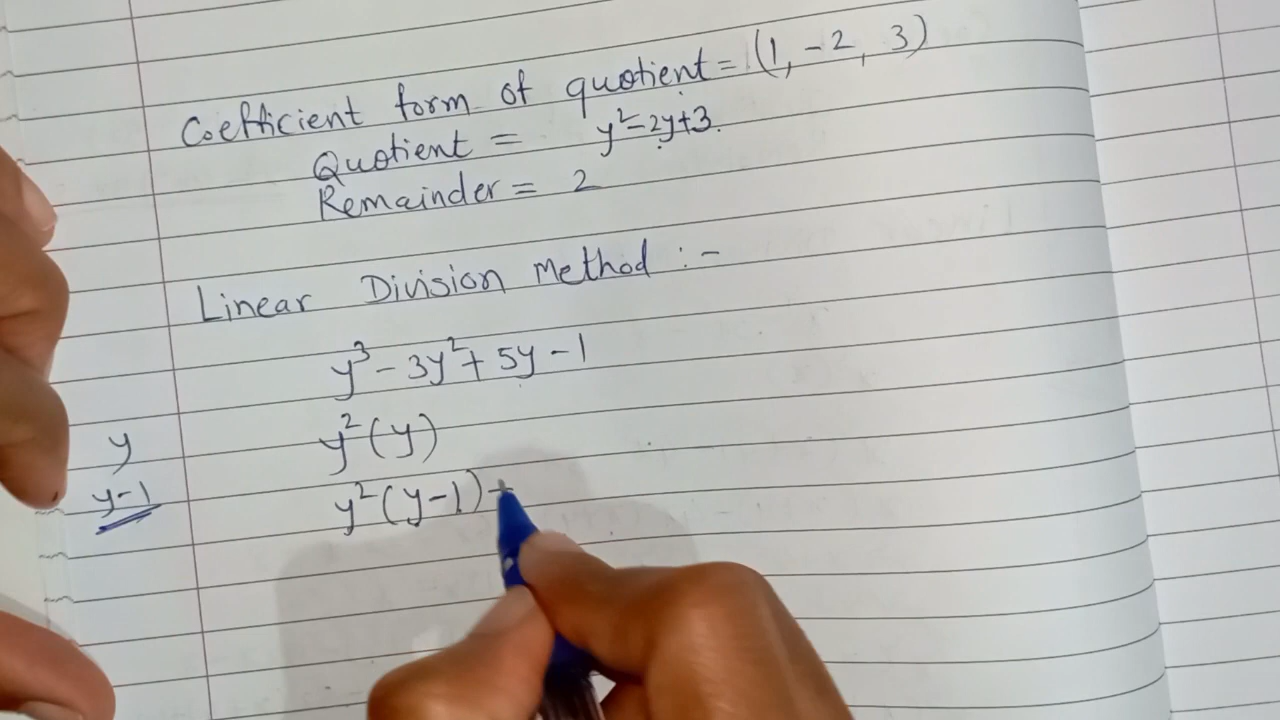 Coefficient form of quotient = (1, -2, 3)
Quotient = y²-2y+3.
Remainder = 2
Linear Division Method :-
y³ - 3y² + 5y - 1
y y²(y)
y-1 y²(y-1)+